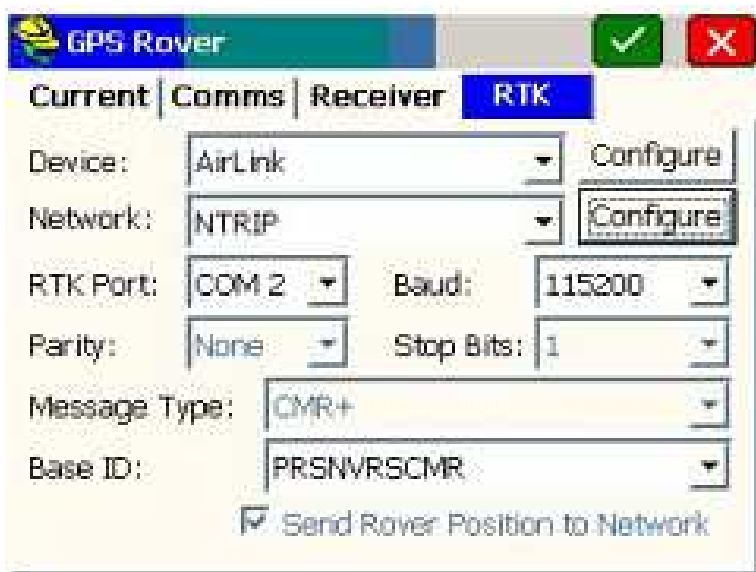 GPS Rover
Current Comms Receiver RTK
Device: AirLink Configure
Network: NTRIP Configure
RTK Port: COM 2 Baud: 115200
Parity: None Stop Bits: 1
Message Type: CMR+
Base ID: PRSNVRSCMR
Send Rover Position to Network